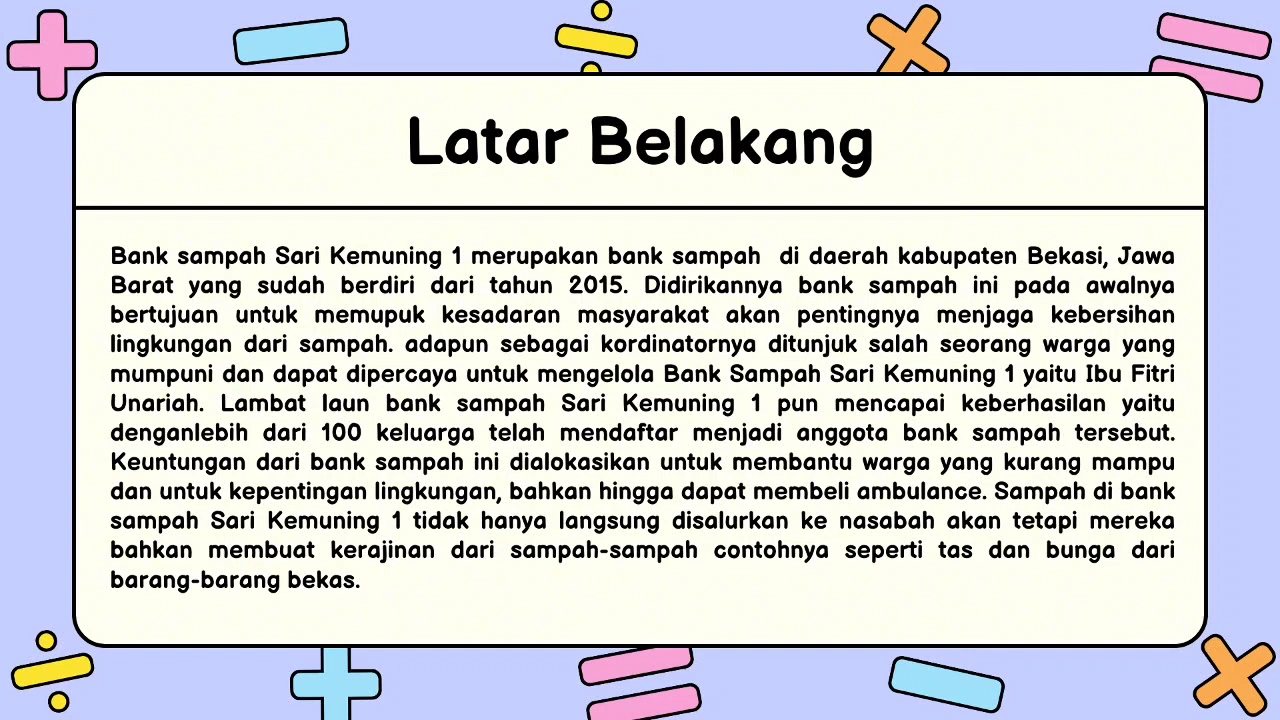 Latar Belakang
Bank sampah Sari Kemuning 1 merupakan bank sampah  di daerah kabupaten Bekasi, Jawa
Barat yang sudah berdiri dari tahun 2015. Didirikannya bank sampah ini pada awalnya
bertujuan untuk memupuk kesadaran masyarakat akan pentingnya menjaga kebersihan
lingkungan dari sampah. adapun sebagai kordinatornya ditunjuk salah seorang warga yang
mumpuni dan dapat dipercaya untuk mengelola Bank Sampah Sari Kemuning 1 yaitu Ibu Fitri
Unariah. Lambat laun bank sampah Sari Kemuning 1 pun mencapai keberhasilan yaitu
denganlebih dari 100 keluarga telah mendaftar menjadi anggota bank sampah tersebut.
Keuntungan dari bank sampah ini dialokasikan untuk membantu warga yang kurang mampu
dan untuk kepentingan lingkungan, bahkan hingga dapat membeli ambulance. Sampah di bank
sampah Sari Kemuning 1 tidak hanya langsung disalurkan ke nasabah akan tetapi mereka
bahkan membuat kerajinan dari sampah-sampah contohnya seperti tas dan bunga dari
barang-barang bekas.